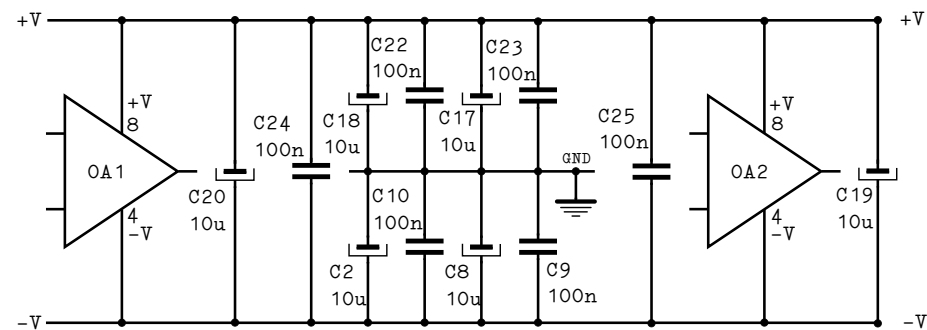 +V
+V
C22
100n
C23
100n
+V
8
C24
100n
C18
10u
C17
10u
C25
100n
+V
8
GND
OA1
OA2
C20
10u
C10
100n
C19
10u
4
-V
4
-V
C2
10u
C8
10u
C9
100n
-V
-V